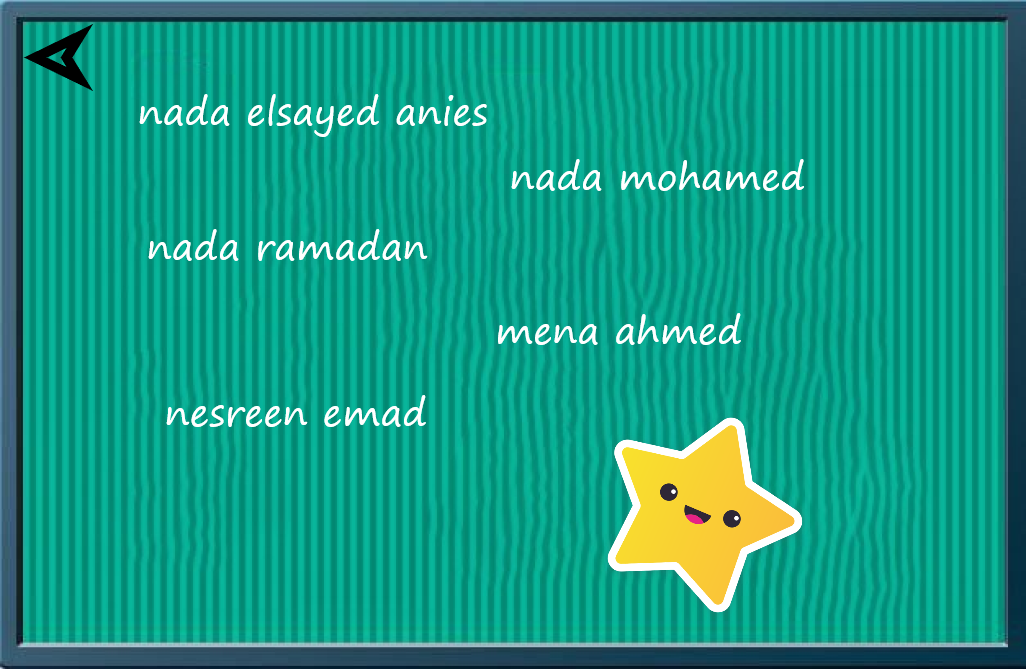 nada elsayed anies
nada mohamed
nada ramadan
mena ahmed
nesreen emad